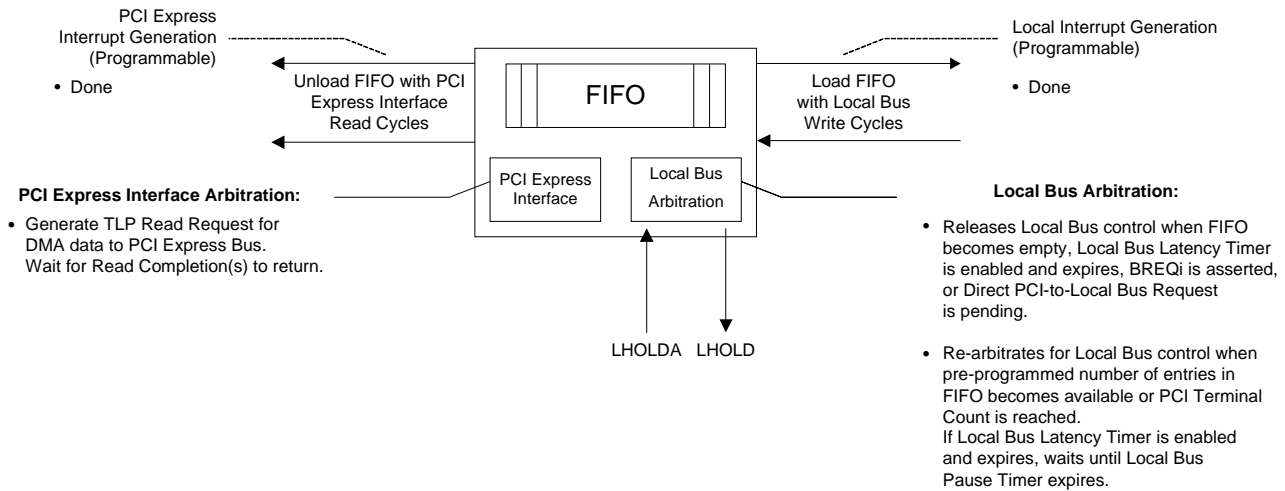 PCI Express
Interrupt Generation
(Programmable)
• Done
Unload FIFO with PCI
Express Interface
Read Cycles
FIFO
Load FIFO
with Local Bus
Write Cycles
Local Interrupt Generation
(Programmable)
• Done
PCI Express Interface Arbitration:
• Generate TLP Read Request for
DMA data to PCI Express Bus.
Wait for Read Completion(s) to return.
PCI Express
Interface
Local Bus
Arbitration
LHOLDA
LHOLD
Local Bus Arbitration:
• Releases Local Bus control when FIFO
becomes empty, Local Bus Latency Timer
is enabled and expires, BREQi is asserted,
or Direct PCI-to-Local Bus Request
is pending.
• Re-arbitrates for Local Bus control when
pre-programmed number of entries in
FIFO becomes available or PCI Terminal
Count is reached.
If Local Bus Latency Timer is enabled
and expires, waits until Local Bus
Pause Timer expires.